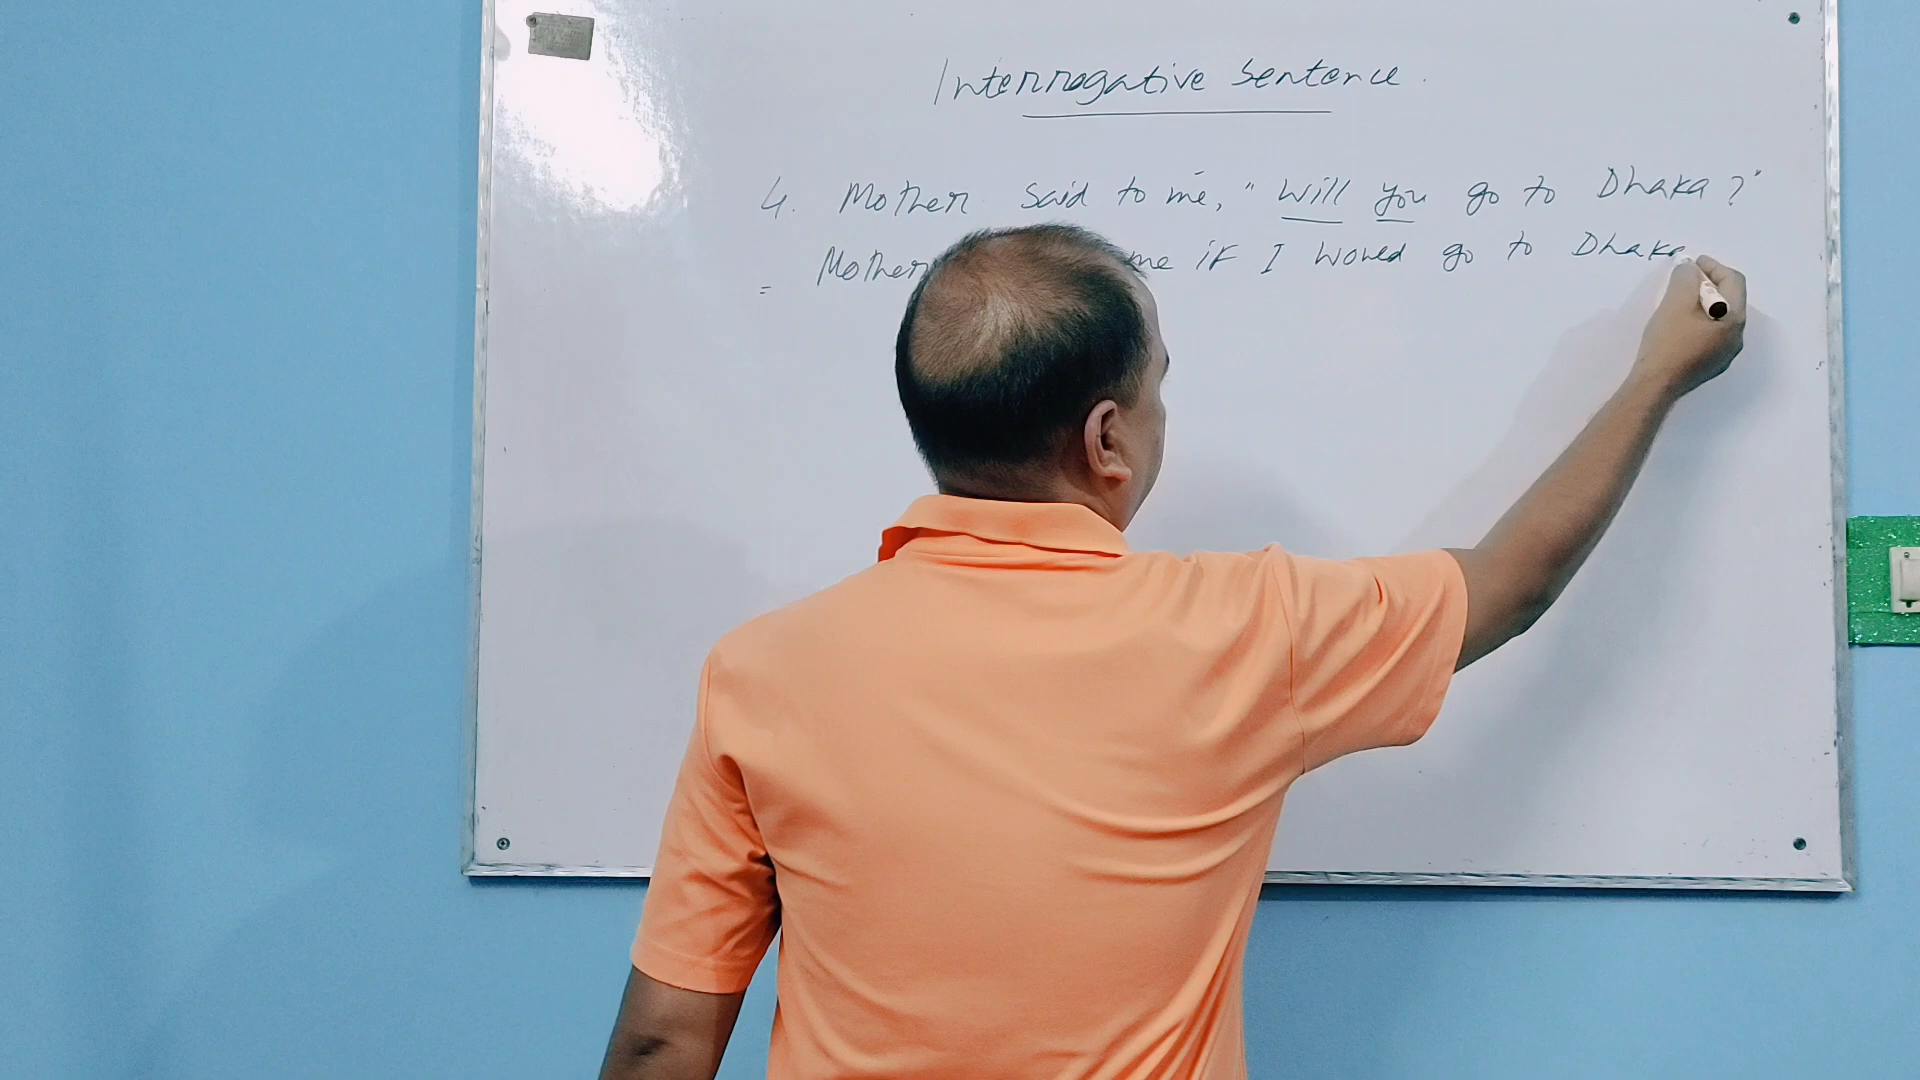 Interrogative Sentence.
4. Mother said to me, "Will you go to Dhaka?"
= Mother me if I would go to Dhaka